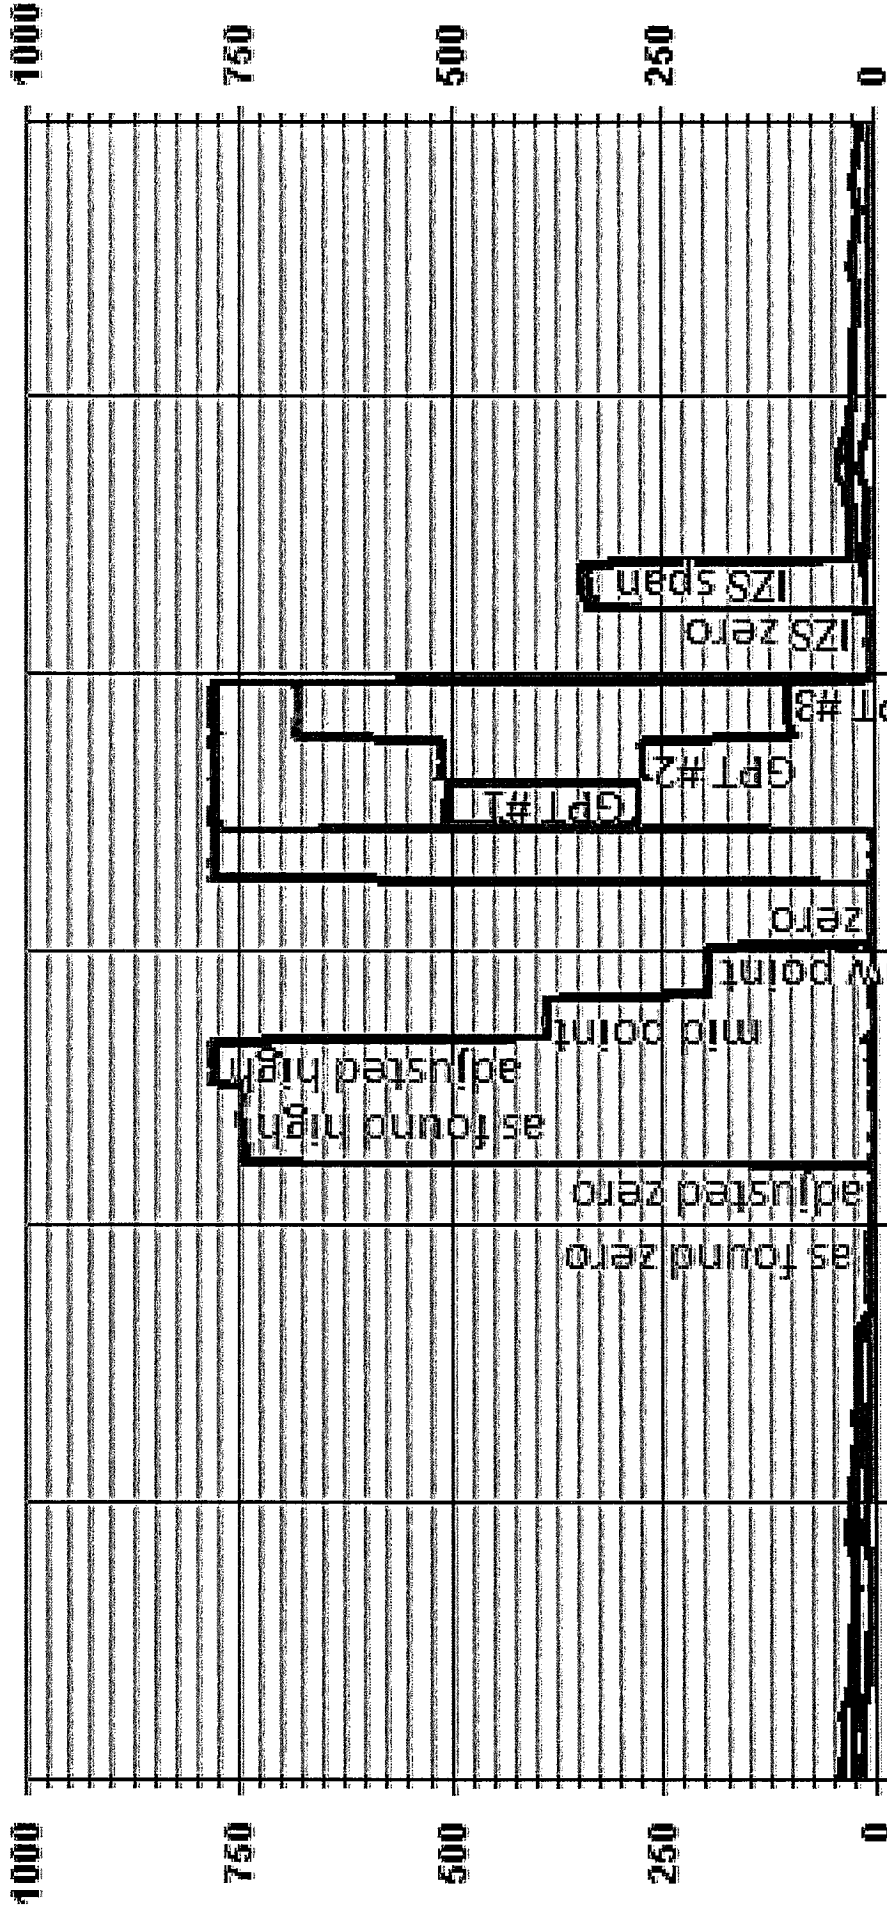 1000
750
500
250
0
as found zero
adjusted zero
as found high
adjusted high
mid point
w point
zero
GPT #1
GPT #2
PT #3
IZS zero
IZS span
1000
750
500
250
0